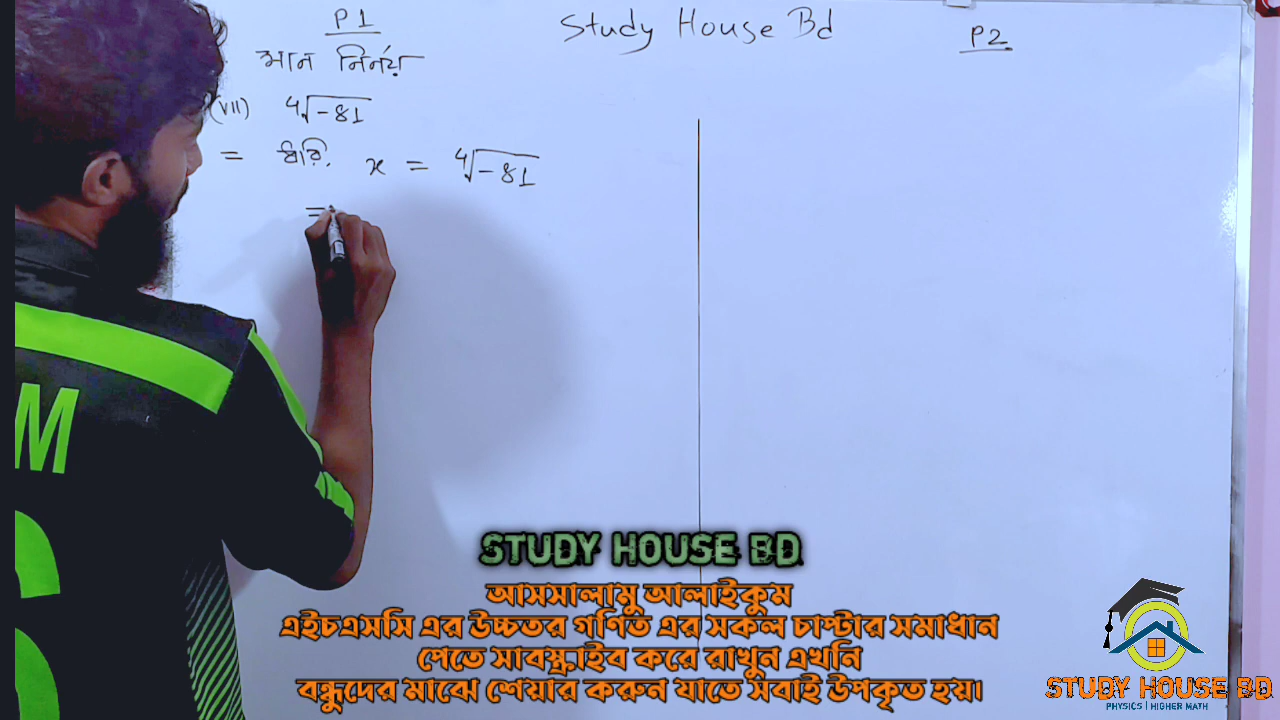 P1
Study House Bd
P2
মান নির্ণয়
(VII) ∜-81
= ধরি, x = ∜-81
=
M
STUDY HOUSE BD
আসসালামু আলাইকুম
এইচএসসি এর উচ্চতর গণিত এর সকল চাপ্টার সমাধান
পেতে সাবস্ক্রাইব করে রাখুন এখনি
বন্ধুদের মাঝে শেয়ার করুন যাতে সবাই উপকৃত হয়।
STUDY HOUSE BD
PHYSICS | HIGHER MATH